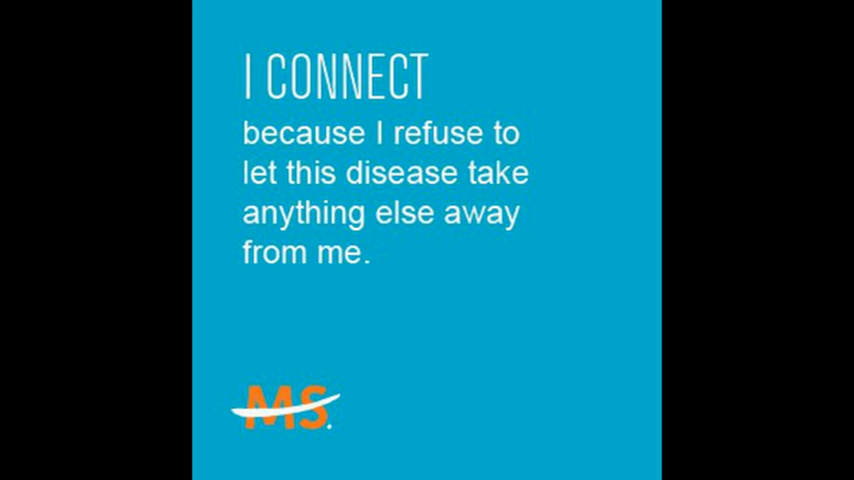 I CONNECT
because I refuse to
let this disease take
anything else away
from me.
MS.